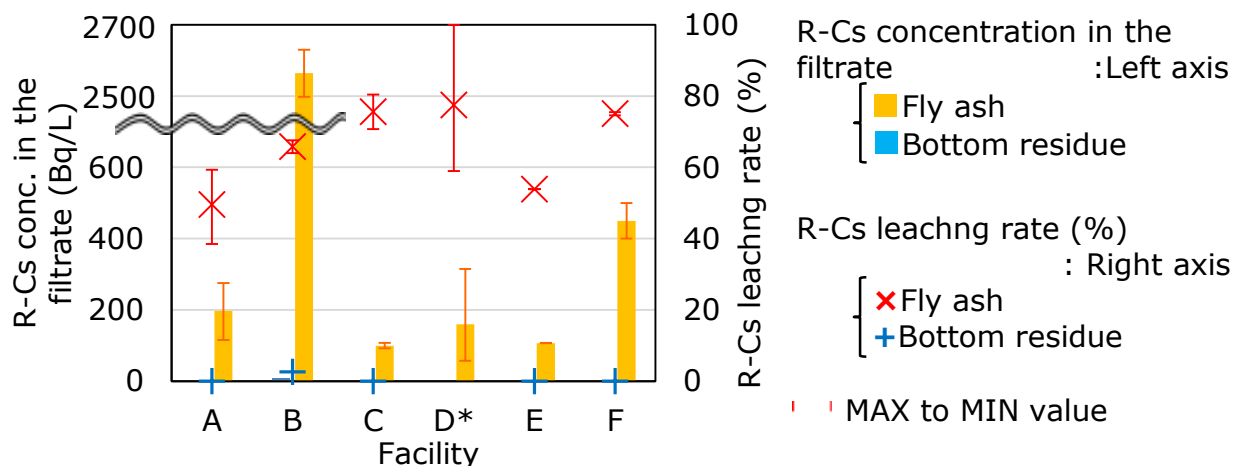 2700
2500
600
400
200
0
R-Cs conc. in the
filtrate (Bq/L)
100
80
60
40
20
0
R-Cs leachng rate (%)
A B C D* E F
Facility
R-Cs concentration in the
filtrate :Left axis
Fly ash
Bottom residue
R-Cs leachng rate (%)
: Right axis
Fly ash
Bottom residue
MAX to MIN value